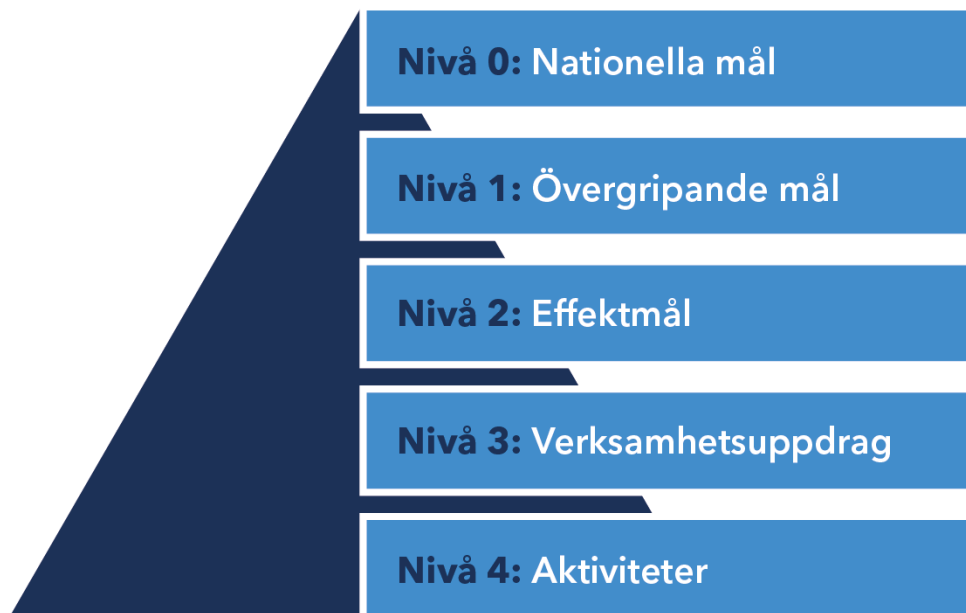 Nivå 0: Nationella mål
Nivå 1: Övergripande mål
Nivå 2: Effektmål
Nivå 3: Verksamhetsuppdrag
Nivå 4: Aktiviteter